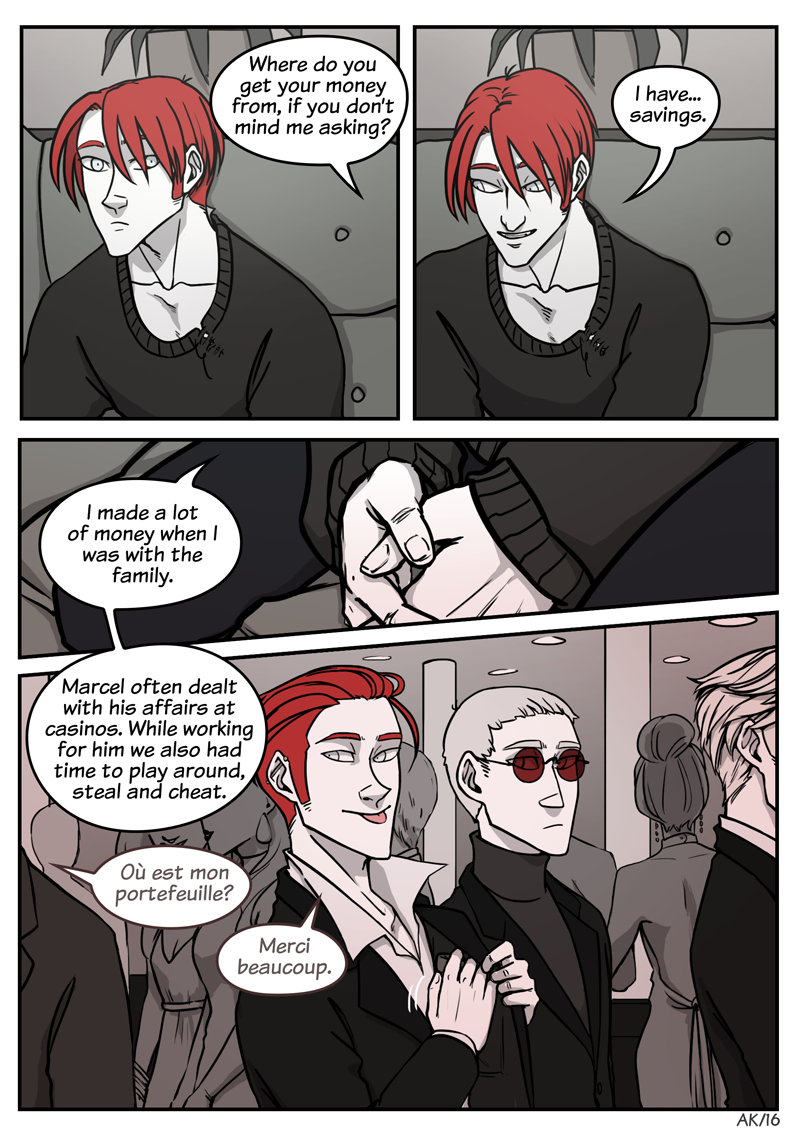 Where do you
get your money
from, if you don't
mind me asking?
I have...
savings.
I made a lot
of money when I
was with the
family.
Marcel often dealt
with his affairs at
casinos. While working
for him we also had
time to play around,
steal and cheat.
Où est mon
portefeuille?
Merci
beaucoup.
AK/16